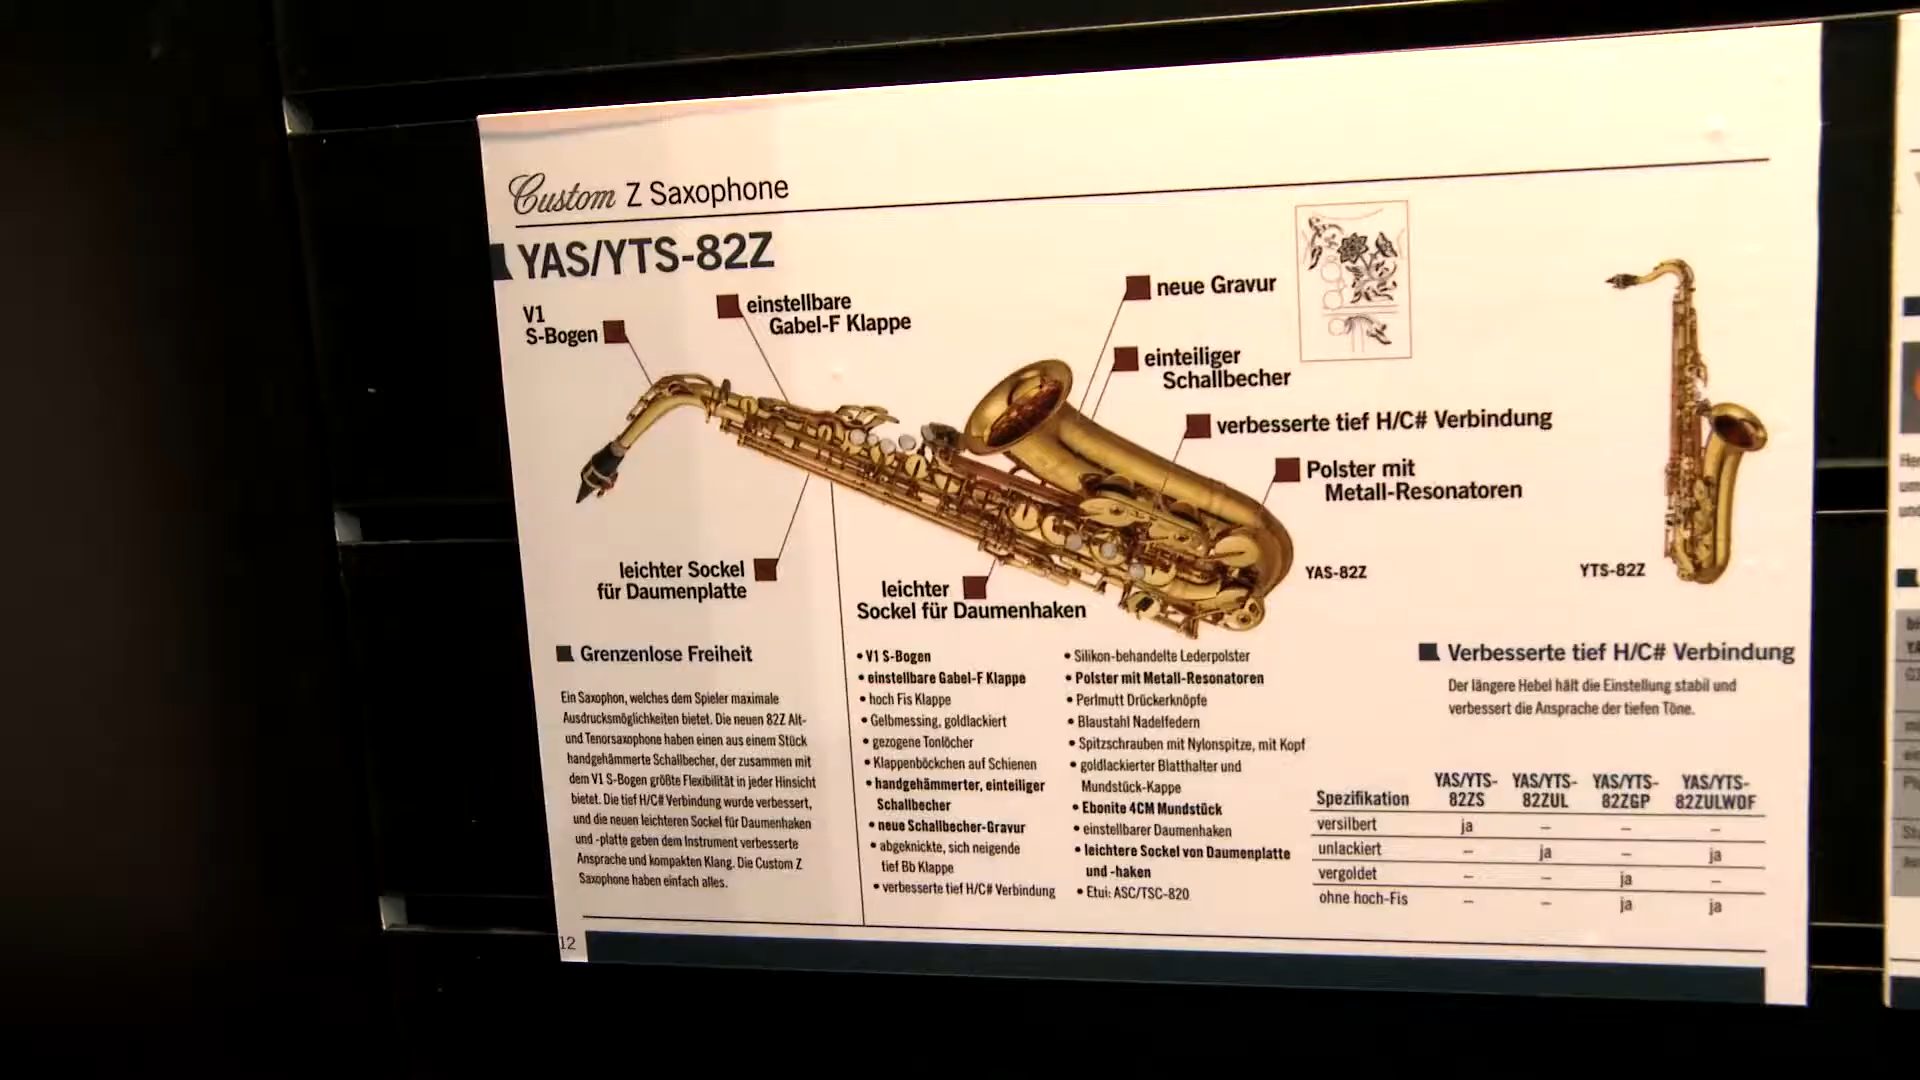 Custom Z Saxophone
YAS/YTS-82Z
V1
S-Bogen
einstellbare
Gabel-F Klappe
neue Gravur
einteiliger
Schallbecher
verbesserte tief H/C# Verbindung
Polster mit
Metall-Resonatoren
leichter Sockel
für Daumenplatte
leichter
Sockel für Daumenhaken
YAS-82Z
YTS-82Z
Grenzenlose Freiheit
Ein Saxophon, welches dem Spieler maximale
Ausdrucksmöglichkeiten bietet. Die neuen 82Z Alt-
und Tenorsaxophone haben einen aus einem Stück
handgehämmerte Schallbecher, der zusammen mit
dem V1 S-Bogen größte Flexibilität in jeder Hinsicht
bietet. Die tief H/C# Verbindung wurde verbessert,
und die neuen leichteren Sockel für Daumenhaken
und -platte geben dem Instrument verbesserte
Ansprache und kompakten Klang. Die Custom Z
Saxophone haben einfach alles.
• V1 S-Bogen
• einstellbare Gabel-F Klappe
• hoch Fis Klappe
• Gelbmessing, goldlackiert
• gezogene Tonlöcher
• Klappenböckchen auf Schienen
• handgehämmerter, einteiliger
Schallbecher
• neue Schallbecher-Gravur
• abgeknickte, sich neigende
tief Bb Klappe
• verbesserte tief H/C# Verbindung
• Silikon-behandelte Lederpolster
• Polster mit Metall-Resonatoren
• Perlmutt Drückerknöpfe
• Blaustahl Nadelfedern
• Spitzschrauben mit Nylonspitze, mit Kopf
• goldlackierter Blatthalter und
Mundstück-Kappe
• Ebonite 4CM Mundstück
• einstellbarer Daumenhaken
• leichtere Sockel von Daumenplatte
und -haken
• Etui: ASC/TSC-820
Verbesserte tief H/C# Verbindung
Der längere Hebel hält die Einstellung stabil und
verbessert die Ansprache der tiefen Töne.
YAS/YTS- YAS/YTS- YAS/YTS- YAS/YTS-
Spezifikation 82ZS 82ZUL 82ZGP 82ZULWOF
versilbert ja – – –
unlackiert – ja – ja
vergoldet – – ja –
ohne hoch-Fis – – ja ja
12